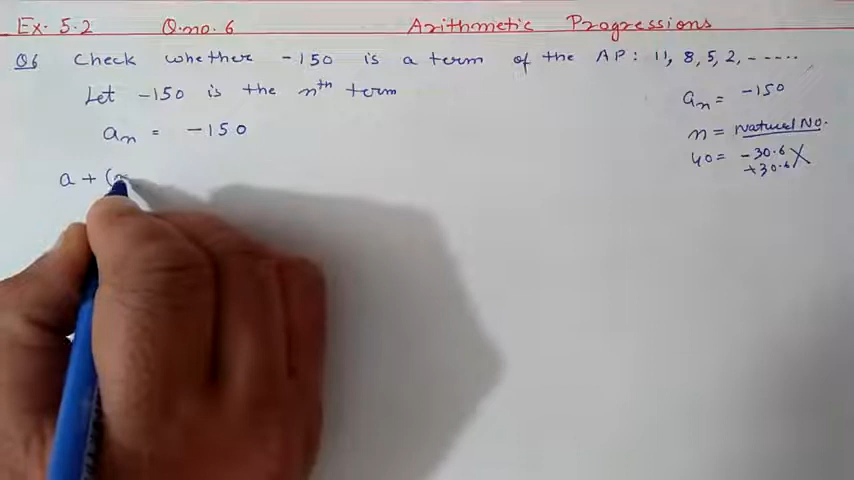 Ex. 5.2 Q.no. 6 Arithmetic Progressions
Q6 Check whether -150 is a term of the AP: 11, 8, 5, 2, -----
Let -150 is the nth term
an = -150
a + (n
an = -150
n = Natural No.
40 = -30.6 X
+30.6